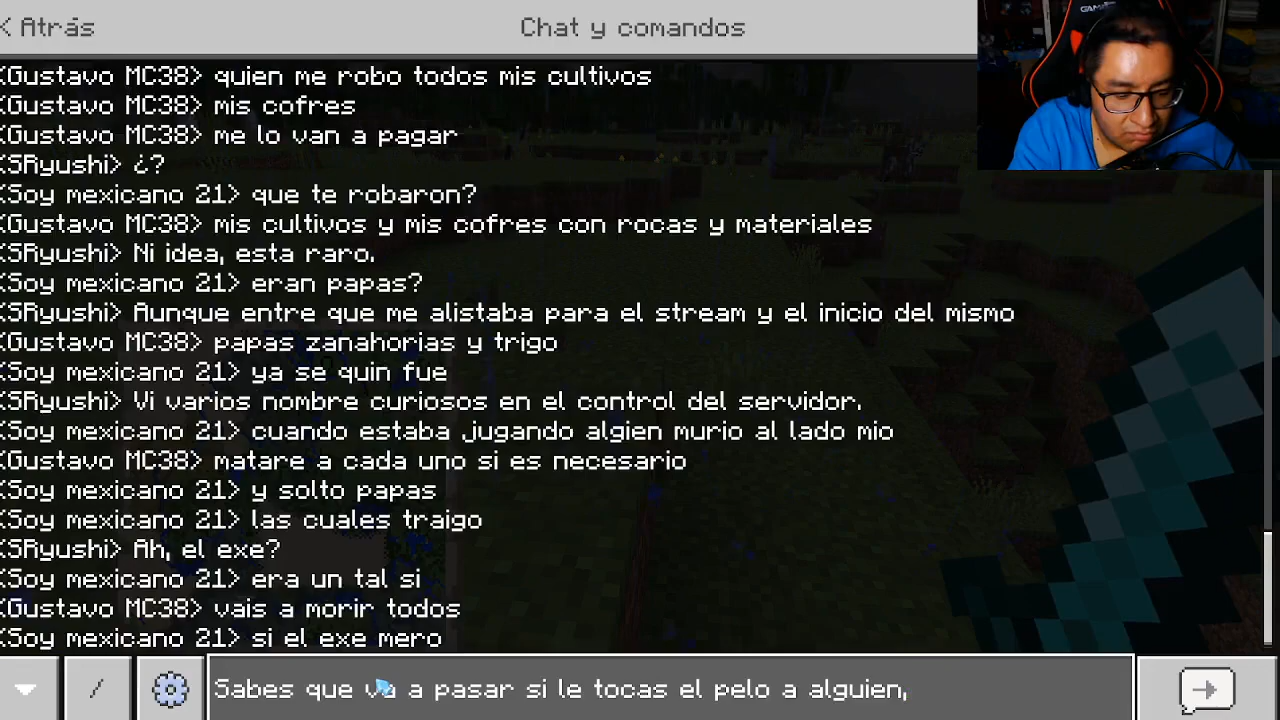 < Atrás
Chat y comandos
<Gustavo MC38> quien me robo todos mis cultivos
<Gustavo MC38> mis cofres
<Gustavo MC38> me lo van a pagar
<SRyushi> ¿?
<Soy mexicano 21> que te robaron?
<Gustavo MC38> mis cultivos y mis cofres con rocas y materiales
<SRyushi> Ni idea, esta raro.
<Soy mexicano 21> eran papas?
<SRyushi> Aunque entre que me alistaba para el stream y el inicio del mismo
<Gustavo MC38> papas zanahorias y trigo
<Soy mexicano 21> ya se quin fue
<SRyushi> Vi varios nombre curiosos en el control del servidor.
<Soy mexicano 21> cuando estaba jugando algien murio al lado mio
<Gustavo MC38> matare a cada uno si es necesario
<Soy mexicano 21> y solto papas
<Soy mexicano 21> las cuales traigo
<SRyushi> Ah, el exe?
<Soy mexicano 21> era un tal si
<Gustavo MC38> vais a morir todos
<Soy mexicano 21> si el exe mero
/
Sabes que va a pasar si le tocas el pelo a alguien,